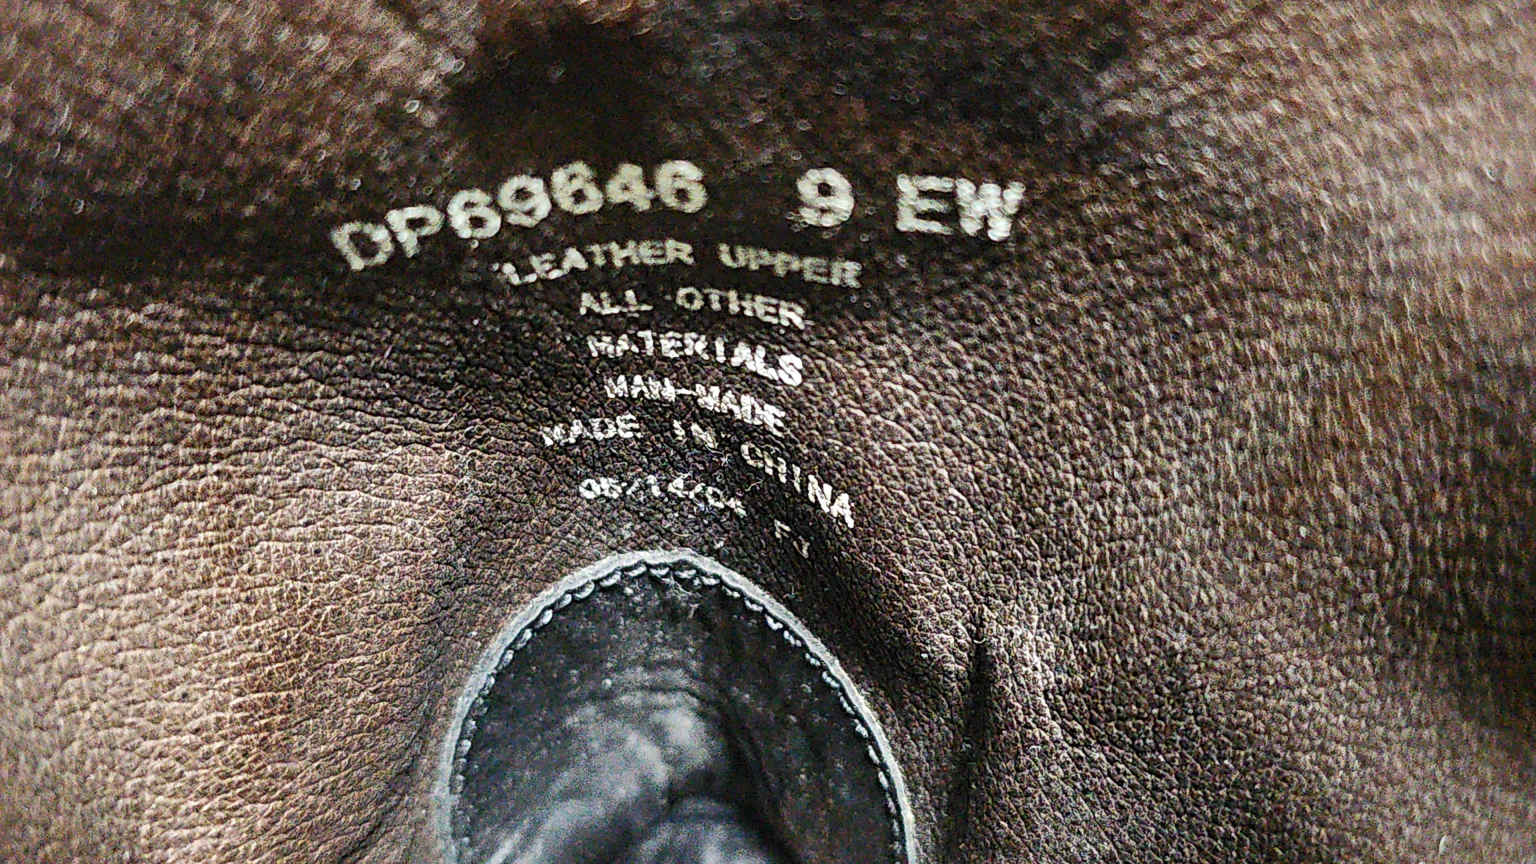 DP69646 9 EW
LEATHER UPPER
ALL OTHER
MATERIALS
MAN-MADE
MADE IN CHINA